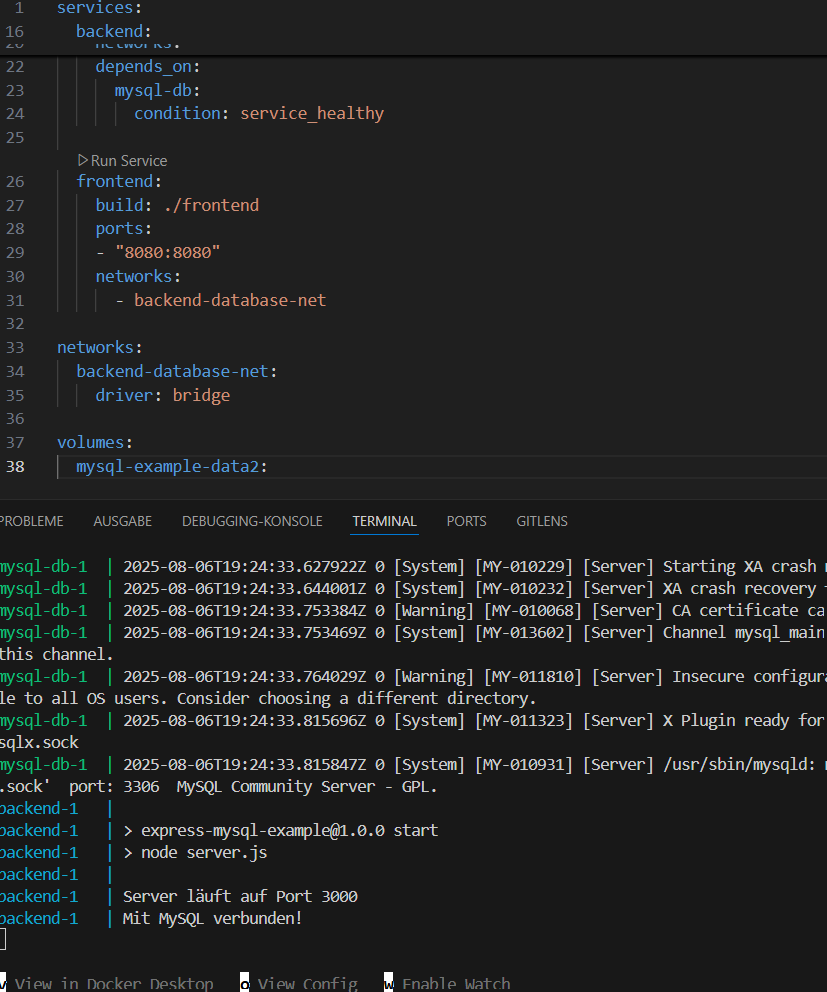 1 services:
16 backend:
20 networks:
22 depends_on:
23 mysql-db:
24 condition: service_healthy
25
Run Service
26 frontend:
27 build: ./frontend
28 ports:
29 - "8080:8080"
30 networks:
31 - backend-database-net
32
33 networks:
34 backend-database-net:
35 driver: bridge
36
37 volumes:
38 mysql-example-data2:
PROBLEME AUSGABE DEBUGGING-KONSOLE TERMINAL PORTS GITLENS
mysql-db-1 | 2025-08-06T19:24:33.627922Z 0 [System] [MY-010229] [Server] Starting XA crash
mysql-db-1 | 2025-08-06T19:24:33.644001Z 0 [System] [MY-010232] [Server] XA crash recovery
mysql-db-1 | 2025-08-06T19:24:33.753384Z 0 [Warning] [MY-010068] [Server] CA certificate ca
mysql-db-1 | 2025-08-06T19:24:33.753469Z 0 [System] [MY-013602] [Server] Channel mysql_main
this channel.
mysql-db-1 | 2025-08-06T19:24:33.764029Z 0 [Warning] [MY-011810] [Server] Insecure configura
le to all OS users. Consider choosing a different directory.
mysql-db-1 | 2025-08-06T19:24:33.815696Z 0 [System] [MY-011323] [Server] X Plugin ready for
sqlx.sock
mysql-db-1 | 2025-08-06T19:24:33.815847Z 0 [System] [MY-010931] [Server] /usr/sbin/mysqld:
.sock' port: 3306 MySQL Community Server - GPL.
backend-1 |
backend-1 | > express-mysql-example@1.0.0 start
backend-1 | > node server.js
backend-1 |
backend-1 | Server läuft auf Port 3000
backend-1 | Mit MySQL verbunden!
v View in Docker Desktop o View Config w Enable Watch